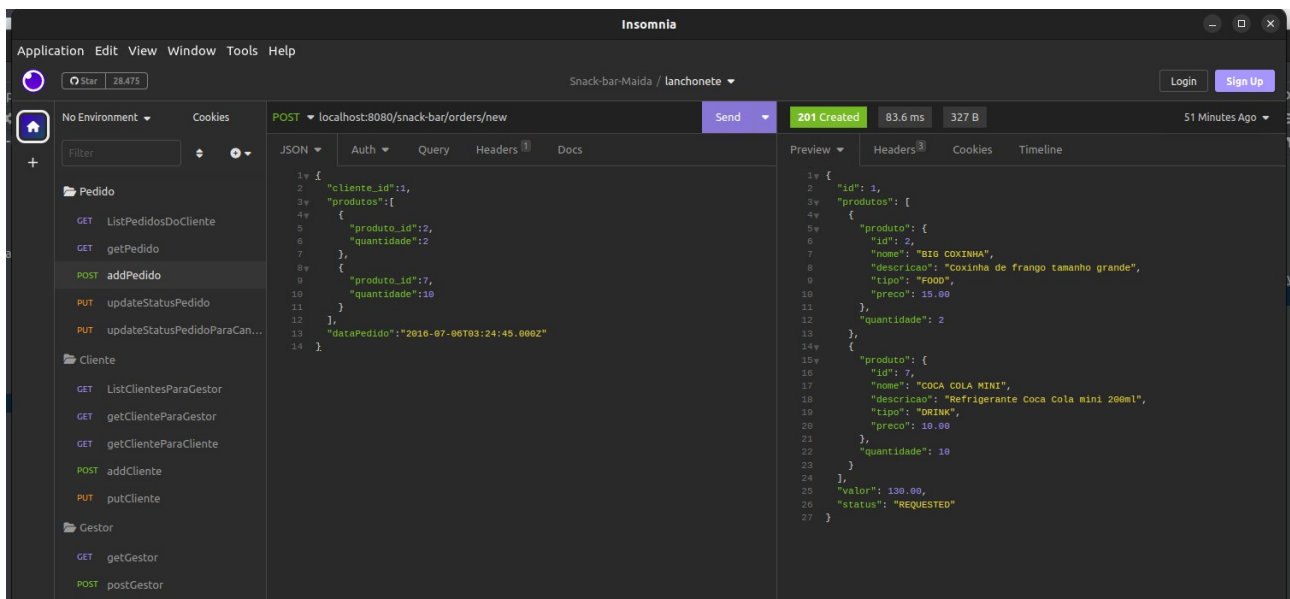 Insomnia
Application Edit View Window Tools Help
Star 28.475
Snack-bar-Maida / lanchonete
Login
Sign Up
No Environment
Cookies
Filter
Pedido
GET ListPedidosDoCliente
GET getPedido
POST addPedido
PUT updateStatusPedido
PUT updateStatusPedidoParaCan...
Cliente
GET ListClientesParaGestor
GET getClienteParaGestor
GET getClienteParaCliente
POST addCliente
PUT putCliente
Gestor
GET getGestor
POST postGestor
POST localhost:8080/snack-bar/orders/new
Send
JSON Auth Query Headers 1 Docs
1 {
2 "cliente_id":1,
3 "produtos":[
4 {
5 "produto_id":2,
6 "quantidade":2
7 },
8 {
9 "produto_id":7,
10 "quantidade":10
11 }
12 ],
13 "dataPedido":"2016-07-06T03:24:45.000Z"
14 }
201 Created 83.6 ms 327 B
51 Minutes Ago
Preview Headers 3 Cookies Timeline
1 {
2 "id": 1,
3 "produtos": [
4 {
5 "produto": {
6 "id": 2,
7 "nome": "BIG COXINHA",
8 "descricao": "Coxinha de frango tamanho grande",
9 "tipo": "FOOD",
10 "preco": 15.00
11 },
12 "quantidade": 2
13 },
14 {
15 "produto": {
16 "id": 7,
17 "nome": "COCA COLA MINI",
18 "descricao": "Refrigerante Coca Cola mini 200ml",
19 "tipo": "DRINK",
20 "preco": 10.00
21 },
22 "quantidade": 10
23 }
24 ],
25 "valor": 130.00,
26 "status": "REQUESTED"
27 }